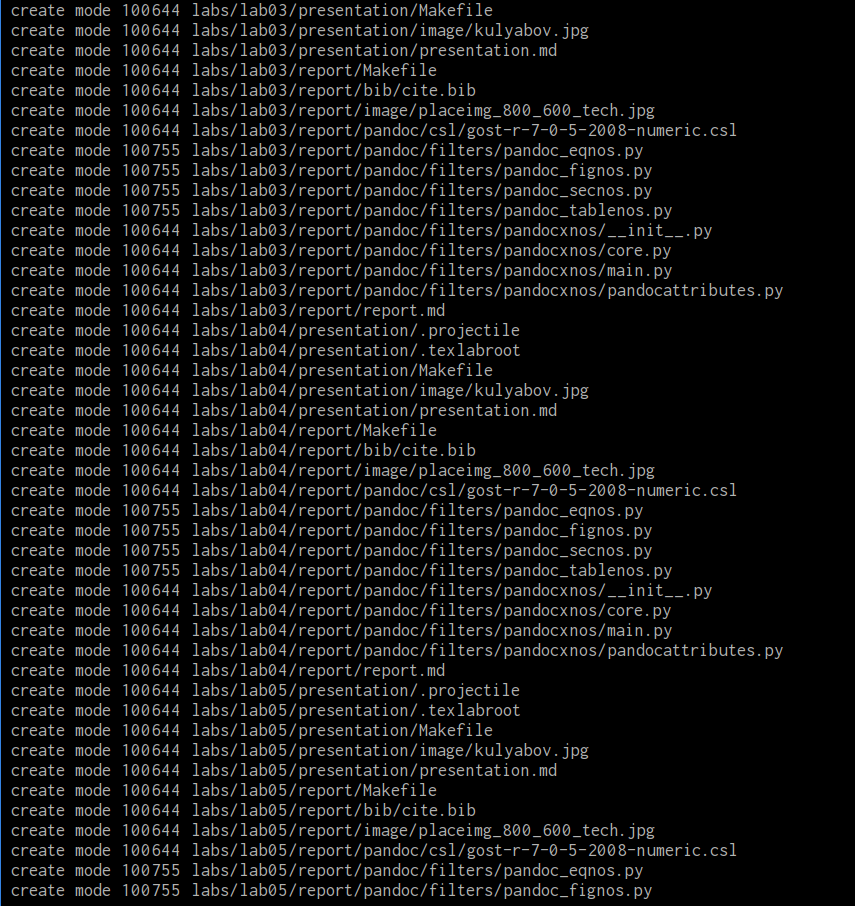 create mode 100644 labs/lab03/presentation/Makefile
create mode 100644 labs/lab03/presentation/image/kulyabov.jpg
create mode 100644 labs/lab03/presentation/presentation.md
create mode 100644 labs/lab03/report/Makefile
create mode 100644 labs/lab03/report/bib/cite.bib
create mode 100644 labs/lab03/report/image/placeimg_800_600_tech.jpg
create mode 100644 labs/lab03/report/pandoc/csl/gost-r-7-0-5-2008-numeric.csl
create mode 100755 labs/lab03/report/pandoc/filters/pandoc_eqnos.py
create mode 100755 labs/lab03/report/pandoc/filters/pandoc_fignos.py
create mode 100755 labs/lab03/report/pandoc/filters/pandoc_secnos.py
create mode 100755 labs/lab03/report/pandoc/filters/pandoc_tablenos.py
create mode 100644 labs/lab03/report/pandoc/filters/pandocxnos/__init__.py
create mode 100644 labs/lab03/report/pandoc/filters/pandocxnos/core.py
create mode 100644 labs/lab03/report/pandoc/filters/pandocxnos/main.py
create mode 100644 labs/lab03/report/pandoc/filters/pandocxnos/pandocattributes.py
create mode 100644 labs/lab03/report/report.md
create mode 100644 labs/lab04/presentation/.projectile
create mode 100644 labs/lab04/presentation/.texlabroot
create mode 100644 labs/lab04/presentation/Makefile
create mode 100644 labs/lab04/presentation/image/kulyabov.jpg
create mode 100644 labs/lab04/presentation/presentation.md
create mode 100644 labs/lab04/report/Makefile
create mode 100644 labs/lab04/report/bib/cite.bib
create mode 100644 labs/lab04/report/image/placeimg_800_600_tech.jpg
create mode 100644 labs/lab04/report/pandoc/csl/gost-r-7-0-5-2008-numeric.csl
create mode 100755 labs/lab04/report/pandoc/filters/pandoc_eqnos.py
create mode 100755 labs/lab04/report/pandoc/filters/pandoc_fignos.py
create mode 100755 labs/lab04/report/pandoc/filters/pandoc_secnos.py
create mode 100755 labs/lab04/report/pandoc/filters/pandoc_tablenos.py
create mode 100644 labs/lab04/report/pandoc/filters/pandocxnos/__init__.py
create mode 100644 labs/lab04/report/pandoc/filters/pandocxnos/core.py
create mode 100644 labs/lab04/report/pandoc/filters/pandocxnos/main.py
create mode 100644 labs/lab04/report/pandoc/filters/pandocxnos/pandocattributes.py
create mode 100644 labs/lab04/report/report.md
create mode 100644 labs/lab05/presentation/.projectile
create mode 100644 labs/lab05/presentation/.texlabroot
create mode 100644 labs/lab05/presentation/Makefile
create mode 100644 labs/lab05/presentation/image/kulyabov.jpg
create mode 100644 labs/lab05/presentation/presentation.md
create mode 100644 labs/lab05/report/Makefile
create mode 100644 labs/lab05/report/bib/cite.bib
create mode 100644 labs/lab05/report/image/placeimg_800_600_tech.jpg
create mode 100644 labs/lab05/report/pandoc/csl/gost-r-7-0-5-2008-numeric.csl
create mode 100755 labs/lab05/report/pandoc/filters/pandoc_eqnos.py
create mode 100755 labs/lab05/report/pandoc/filters/pandoc_fignos.py